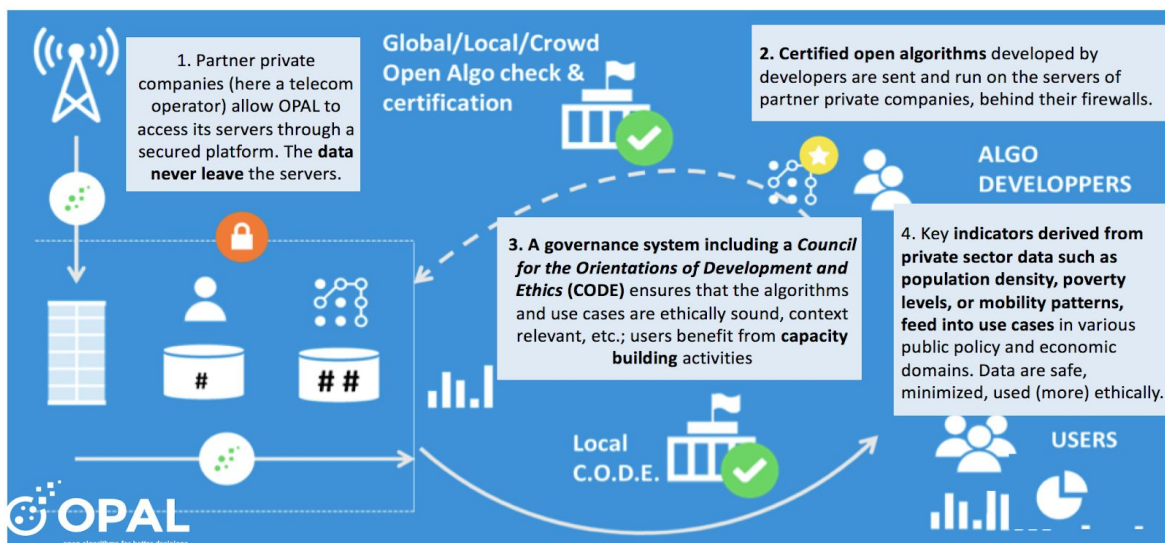 1. Partner private
companies (here a telecom
operator) allow OPAL to
access its servers through a
secured platform. The data
never leave the servers.
Global/Local/Crowd
Open Algo check &
certification
2. Certified open algorithms developed by
developers are sent and run on the servers of
partner private companies, behind their firewalls.
ALGO
DEVELOPPERS
3. A governance system including a Council
for the Orientations of Development and
Ethics (CODE) ensures that the algorithms
and use cases are ethically sound, context
relevant, etc.; users benefit from capacity
building activities
4. Key indicators derived from
private sector data such as
population density, poverty
levels, or mobility patterns,
feed into use cases in various
public policy and economic
domains. Data are safe,
minimized, used (more) ethically.
#
##
Local
C.O.D.E.
USERS
OPAL
open algorithms for better decisions